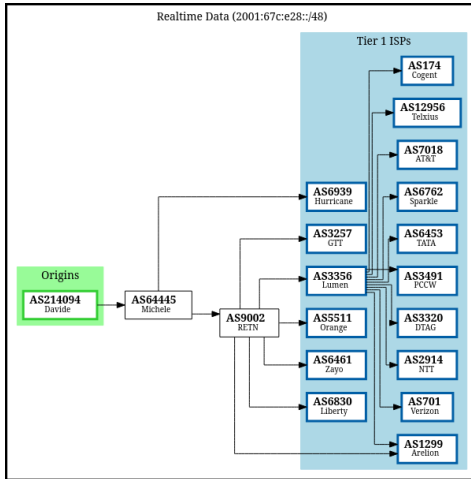 Realtime Data (2001:67c:e28::/48)
Tier 1 ISPs
AS174
Cogent
AS12956
Telxius
AS7018
AT&T
AS6939
Hurricane
AS6762
Sparkle
AS3257
GTT
AS6453
TATA
Origins
AS214094
Davide
AS64445
Michele
AS3356
Lumen
AS3491
PCCW
AS9002
RETN
AS5511
Orange
AS3320
DTAG
AS6461
Zayo
AS2914
NTT
AS6830
Liberty
AS701
Verizon
AS1299
Arelion